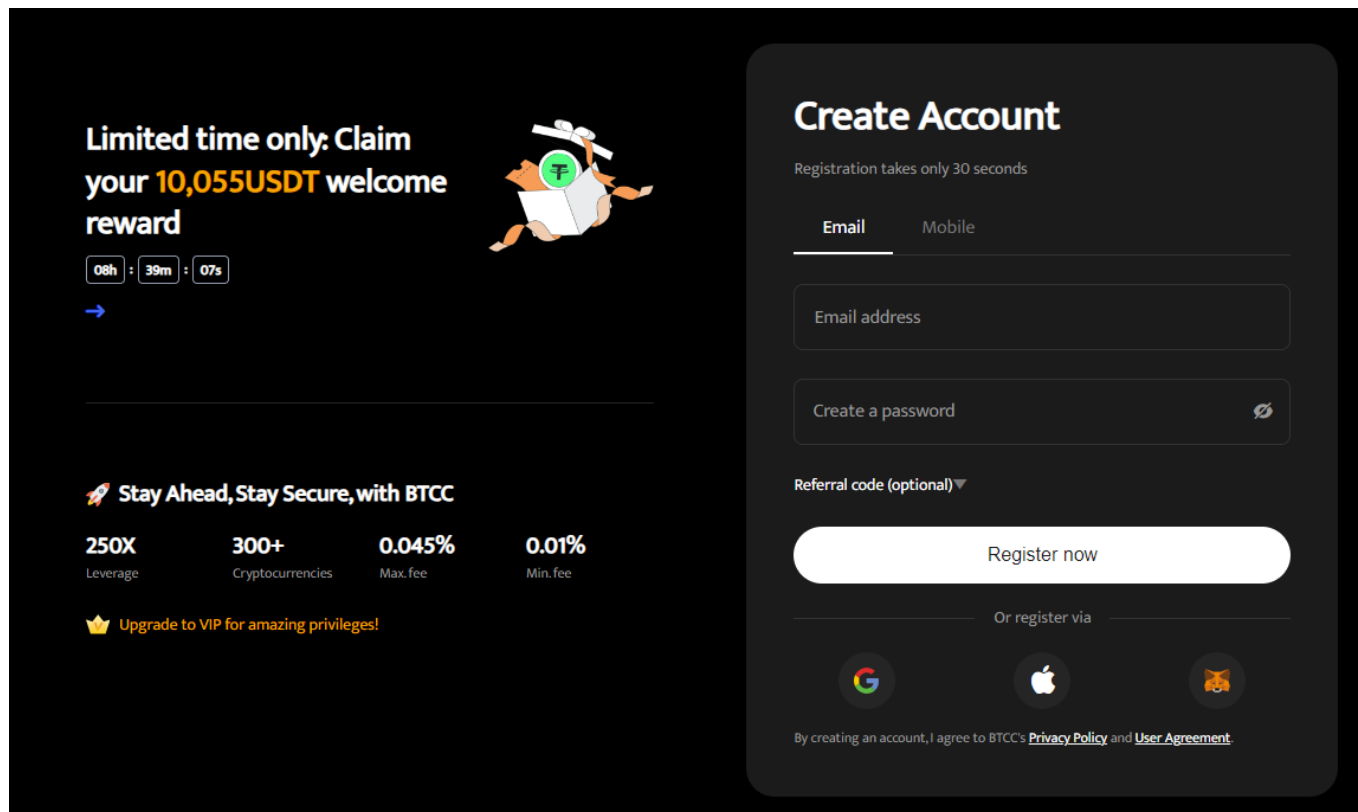 Limited time only: Claim
your 10,055USDT welcome
reward
08h : 39m : 07s
Stay Ahead, Stay Secure, with BTCC
250X 300+ 0.045% 0.01%
Leverage Cryptocurrencies Max. fee Min. fee
Upgrade to VIP for amazing privileges!
Create Account
Registration takes only 30 seconds
Email Mobile
Email address
Create a password
Referral code (optional)
Register now
Or register via
By creating an account, I agree to BTCC's Privacy Policy and User Agreement.